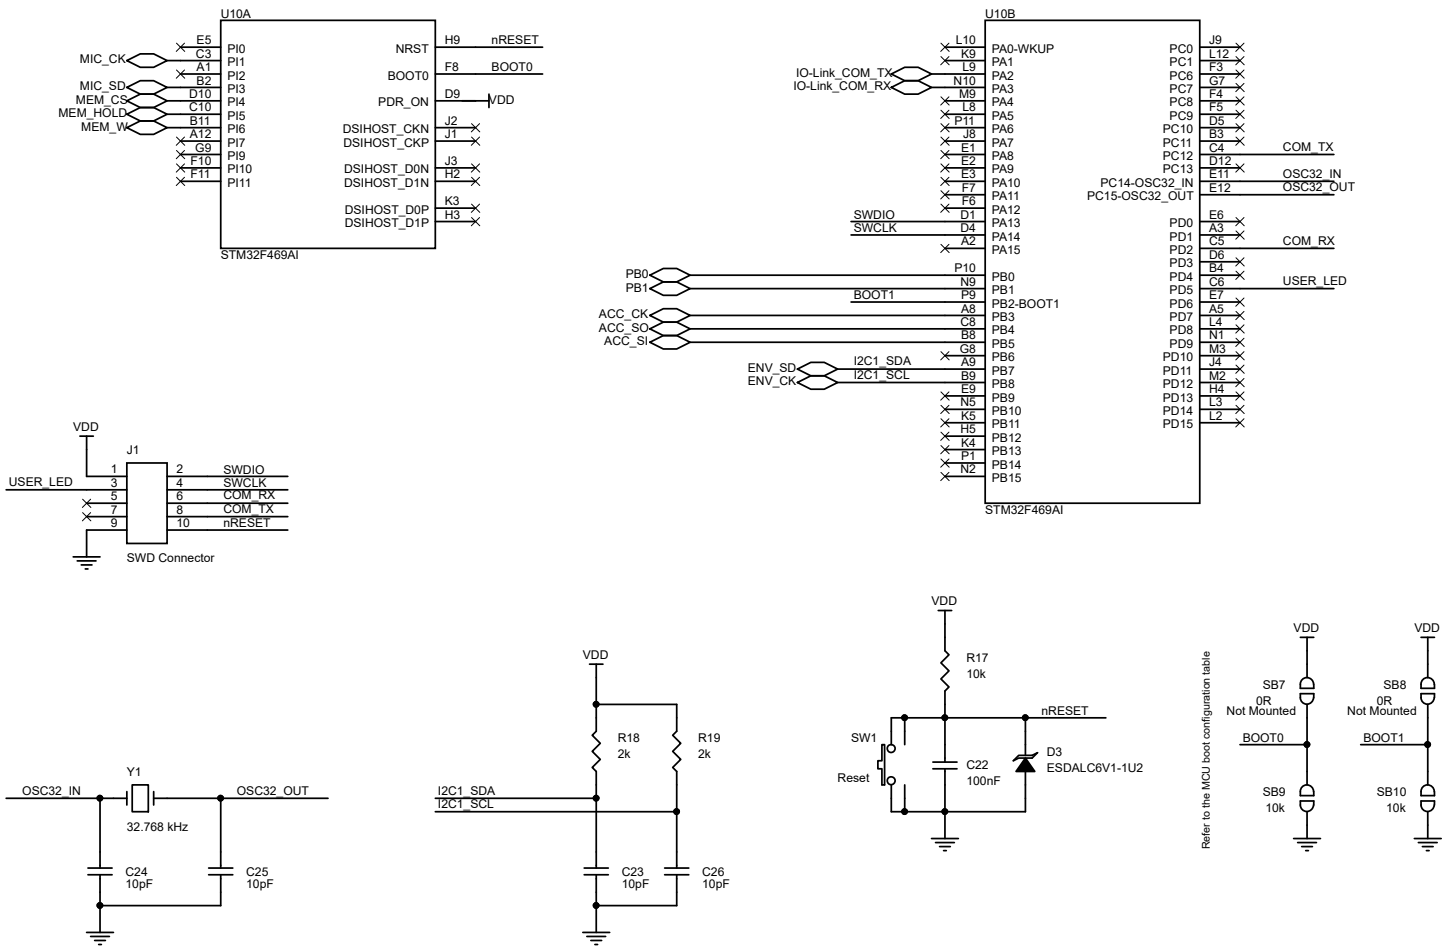 U10A
MIC_CK
MIC_SD
MEM_CS
MEM_HOLD
MEM_W
E5 PI0
C3 PI1
A1 PI2
B2 PI3
D10 PI4
C10 PI5
B11 PI6
A12 PI7
G9 PI9
F10 PI10
F11 PI11
NRST H9 nRESET
BOOT0 F8 BOOT0
PDR_ON D9 VDD
DSIHOST_CKN J2
DSIHOST_CKP J1
DSIHOST_D0N J3
DSIHOST_D1N H2
DSIHOST_D0P K3
DSIHOST_D1P H3
STM32F469AI
U10B
L10 PA0-WKUP
K9 PA1
IO-Link_COM_TX L9 PA2
IO-Link_COM_RX N10 PA3
M9 PA4
L8 PA5
P11 PA6
J8 PA7
E1 PA8
E2 PA9
E3 PA10
F7 PA11
F6 PA12
SWDIO D1 PA13
SWCLK D4 PA14
A2 PA15
PB0 P10 PB0
PB1 N9 PB1
BOOT1 P9 PB2-BOOT1
ACC_CK A8 PB3
ACC_SO C8 PB4
ACC_SI B8 PB5
G8 PB6
ENV_SD I2C1_SDA A9 PB7
ENV_CK I2C1_SCL B9 PB8
E9 PB9
N5 PB10
K5 PB11
H5 PB12
K4 PB13
P1 PB14
N2 PB15
PC0 J9
PC1 L12
PC6 F3
PC7 G7
PC8 F4
PC9 F5
PC10 D5
PC11 B3
PC12 C4 COM_TX
PC13 D12
PC14-OSC32_IN E11 OSC32_IN
PC15-OSC32_OUT E12 OSC32_OUT
PD0 E6
PD1 A3
PD2 C5 COM_RX
PD3 D6
PD4 B4
PD5 C6 USER_LED
PD6 E7
PD7 A5
PD8 L4
PD9 N1
PD10 M3
PD11 J4
PD12 M2
PD13 H4
PD14 L3
PD15 L2
STM32F469AI
VDD
J1
1 2 SWDIO
USER_LED 3 4 SWCLK
5 6 COM_RX
7 8 COM_TX
9 10 nRESET
SWD Connector
OSC32_IN
Y1
OSC32_OUT
32.768 kHz
C24
10pF
C25
10pF
VDD
R18
2k
R19
2k
I2C1_SDA
I2C1_SCL
C23
10pF
C26
10pF
VDD
R17
10k
nRESET
SW1
Reset
C22
100nF
D3
ESDALC6V1-1U2
Refer to the MCU boot configuration table
VDD
SB7
0R
Not Mounted
BOOT0
SB9
10k
VDD
SB8
0R
Not Mounted
BOOT1
SB10
10k